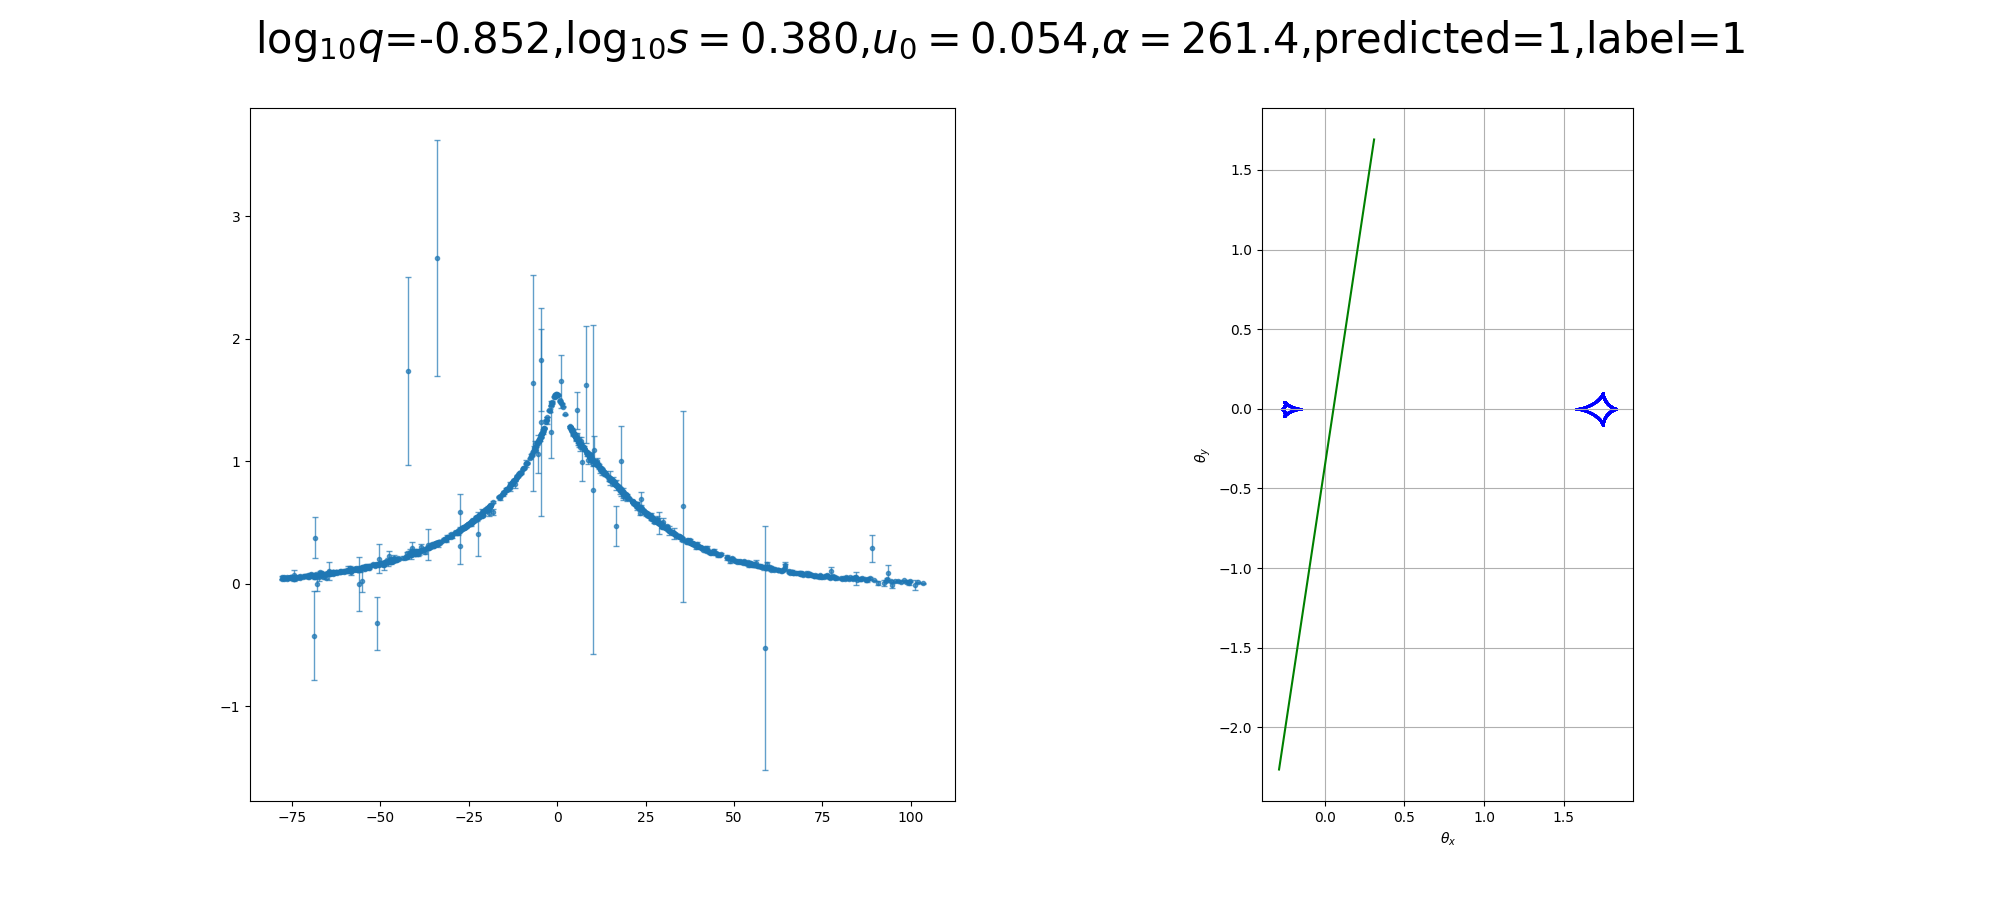 log₁₀q=-0.852,log₁₀s = 0.380,u₀ = 0.054,α = 261.4,predicted=1,label=1
3
2
1
0
−1
−75 −50 −25 0 25 50 75 100
1.5
1.0
0.5
0.0
−0.5
−1.0
−1.5
−2.0
θy
0.0 0.5 1.0 1.5
θx